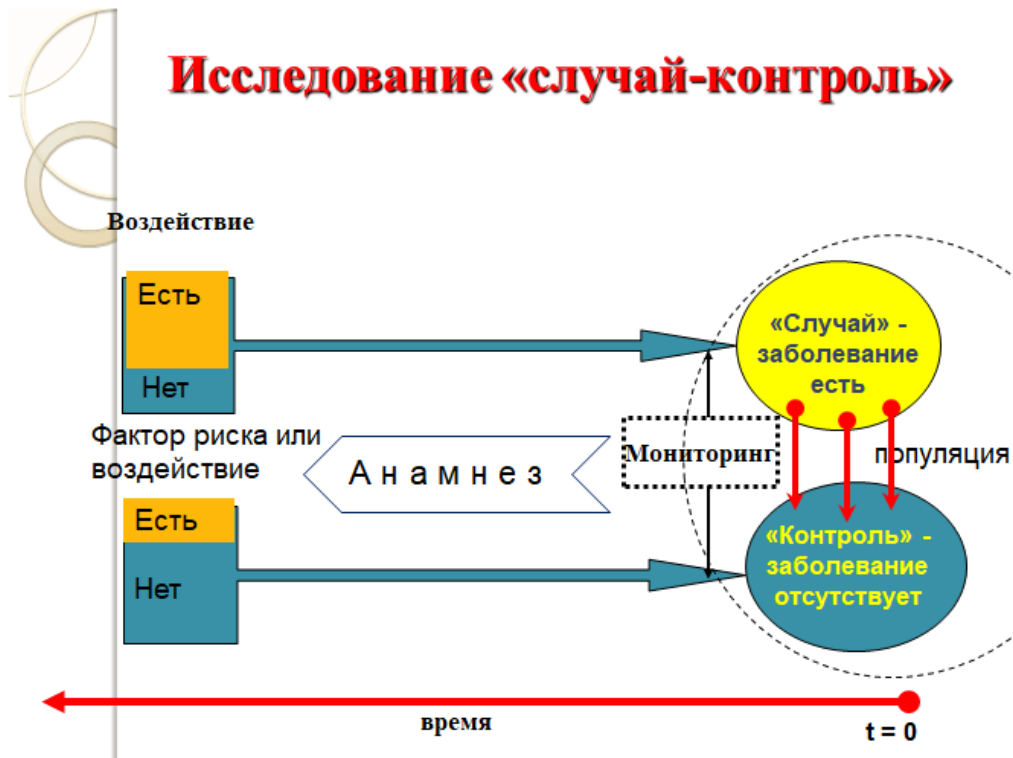 Исследование «случай-контроль»
Воздействие
Есть
Нет
«Случай» -
заболевание
есть
Фактор риска или
воздействие
А н а м н е з
Мониторинг
популяция
Есть
Нет
«Контроль» -
заболевание
отсутствует
время
t = 0